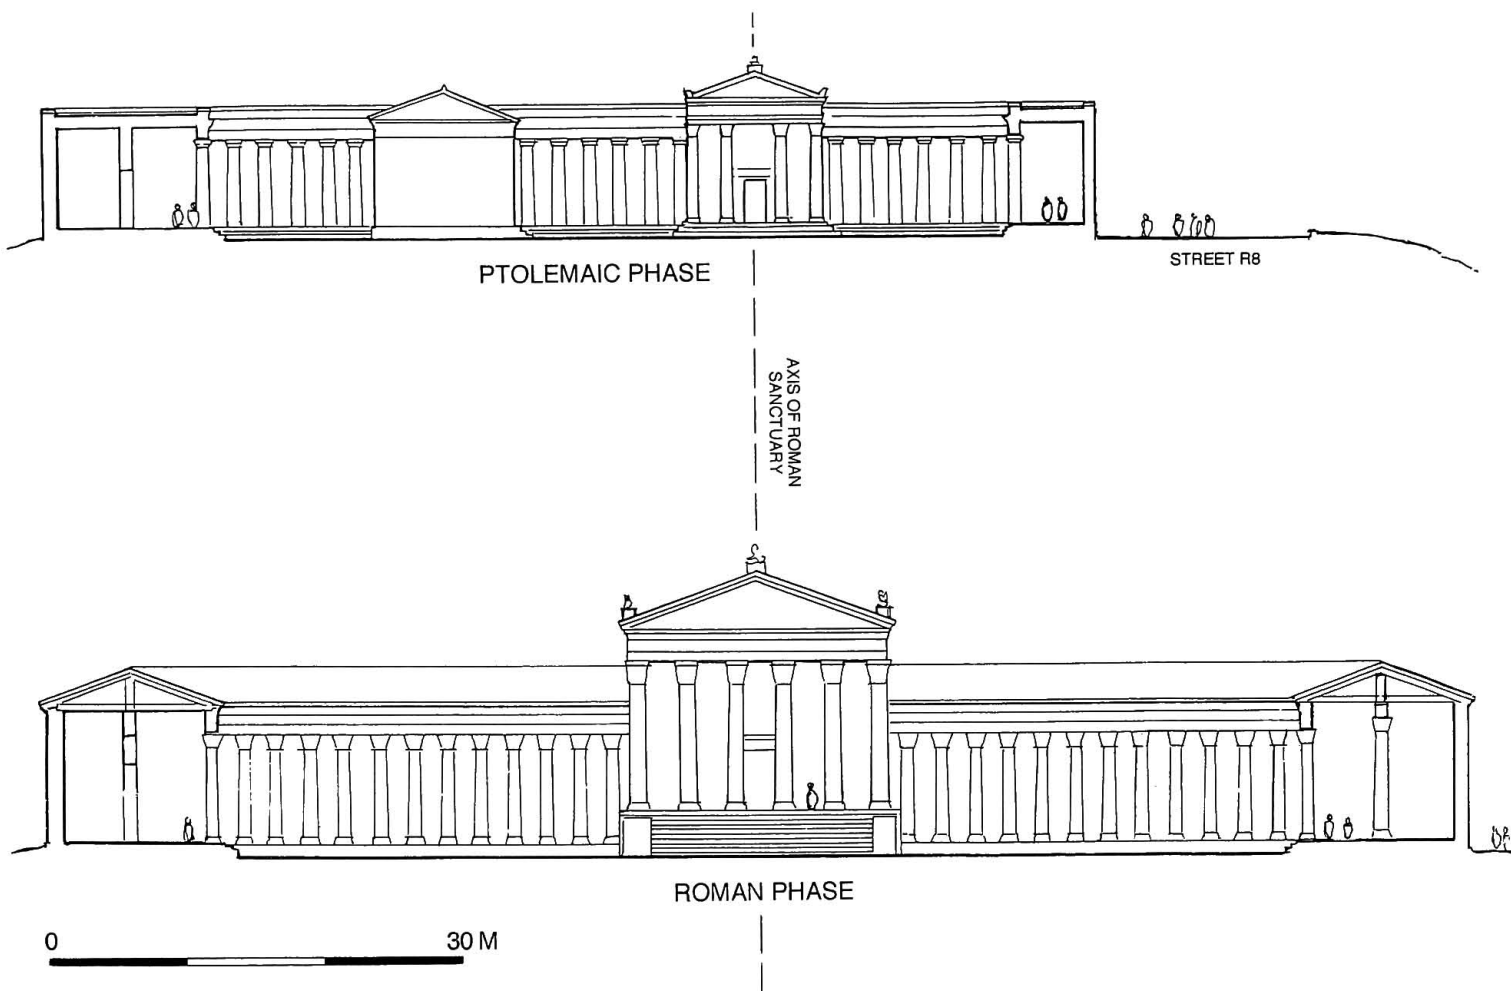 PTOLEMAIC PHASE
STREET R8
AXIS OF ROMAN
SANCTUARY
ROMAN PHASE
0
30 M